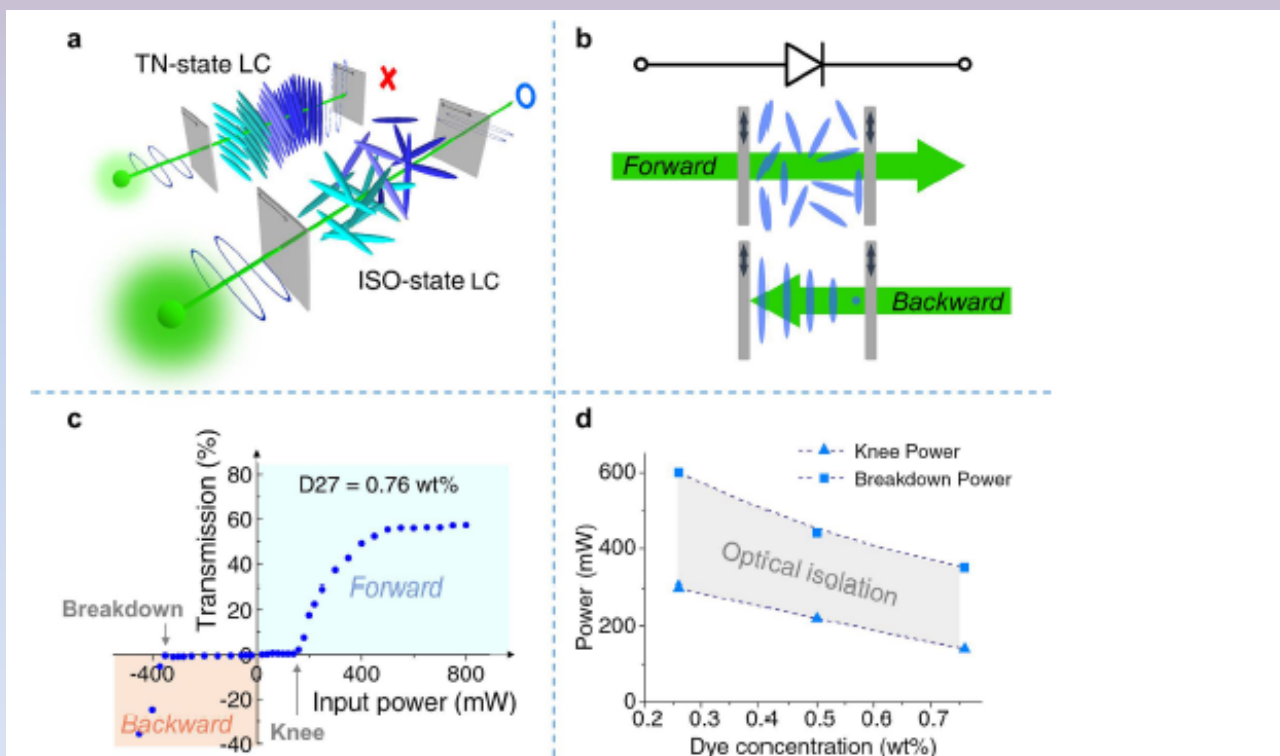 a
TN-state LC
ISO-state LC
b
Forward
Backward
c
Transmission (%)
80
60
40
20
0
-20
-40
D27 = 0.76 wt%
Forward
Breakdown
-400
0
400
800
Input power (mW)
Backward
Knee
d
Knee Power
Breakdown Power
Optical isolation
Power (mW)
600
400
200
0
0.2
0.3
0.4
0.5
0.6
0.7
Dye concentration (wt%)